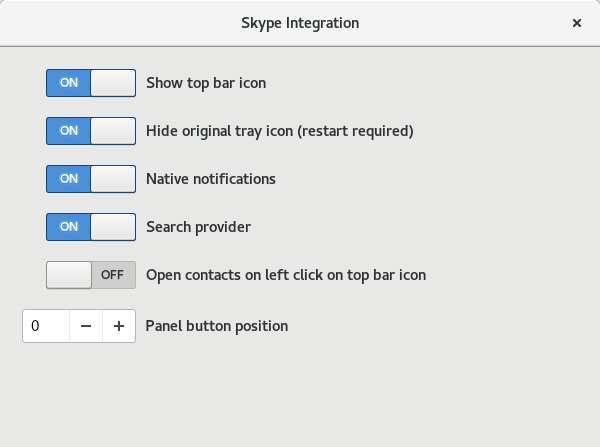 Skype Integration
ON Show top bar icon
ON Hide original tray icon (restart required)
ON Native notifications
ON Search provider
OFF Open contacts on left click on top bar icon
0 − + Panel button position